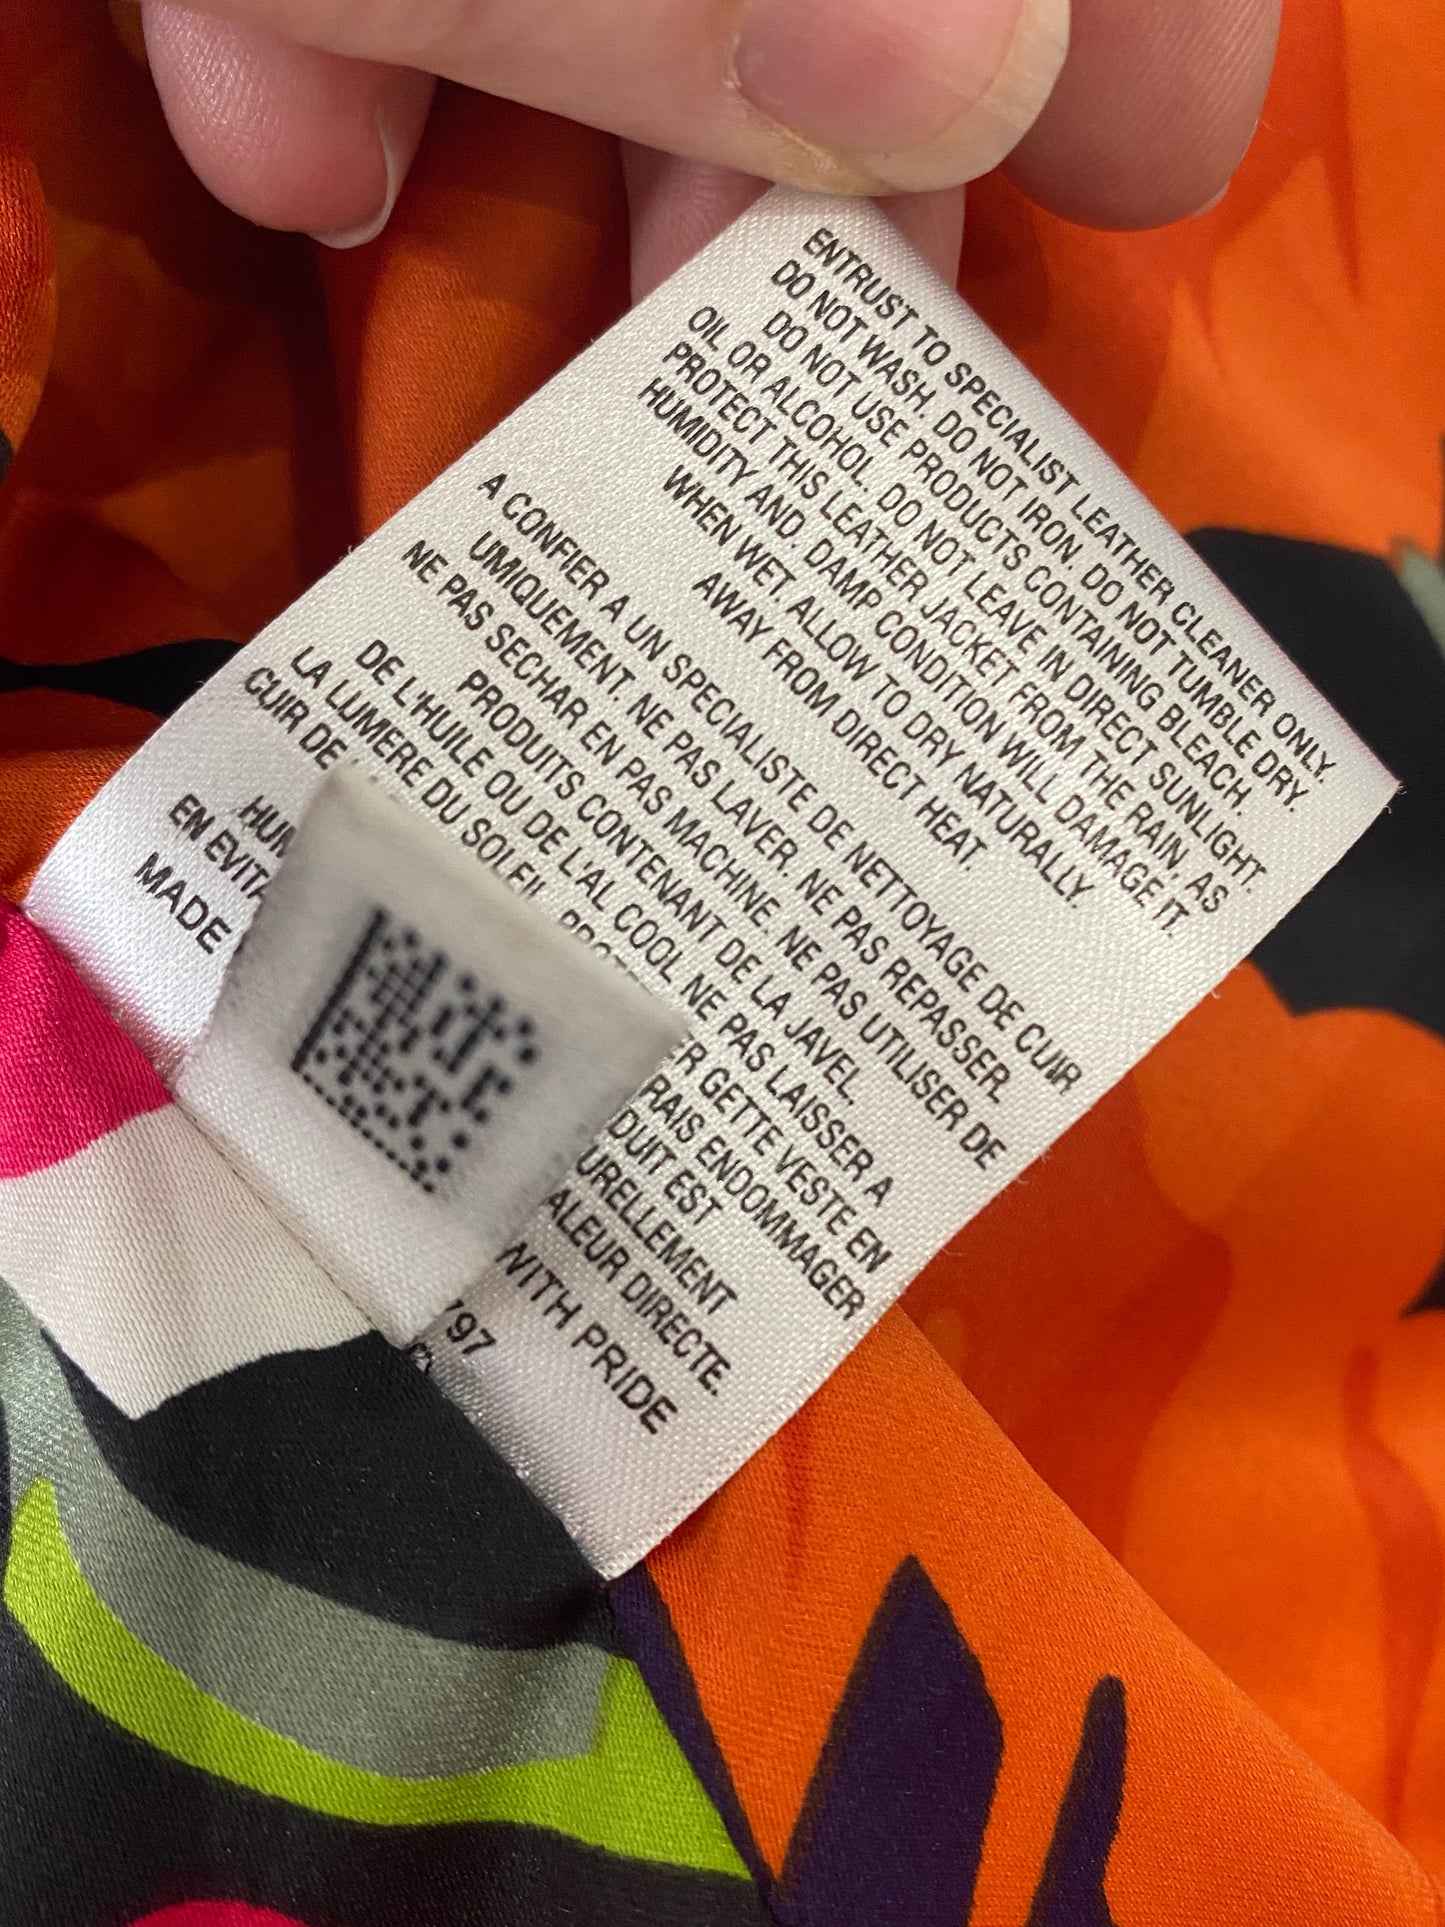 ENTRUST TO SPECIALIST LEATHER CLEANER ONLY.
DO NOT WASH. DO NOT IRON. DO NOT TUMBLE DRY.
DO NOT USE PRODUCTS CONTAINING BLEACH.
OIL OR ALCOHOL. DO NOT LEAVE IN DIRECT SUNLIGHT.
PROTECT THIS LEATHER JACKET FROM THE RAIN, AS
HUMIDITY AND. DAMP CONDITION WILL DAMAGE IT.
WHEN WET. ALLOW TO DRY NATURALLY.
AWAY FROM DIRECT HEAT.
A CONFIER A UN SPECIALISTE DE NETTOYAGE DE CUIR
UMIQUEMENT. NE PAS LAVER. NE PAS REPASSER.
NE PAS SECHAR EN PAS MACHINE. NE PAS UTILISER DE
PRODUITS CONTENANT DE LA JAVEL.
DE L'HUILE OU DE L'AL COOL NE PAS LAISSER A
LA LUMERE DU SOLEIL GETTE VESTE EN
CUIR DE RAIS ENDOMMAGER
DUIT EST
HUM URELLEMENT
EN EVITA ALEUR DIRECTE.
MADE WITH PRIDE
797